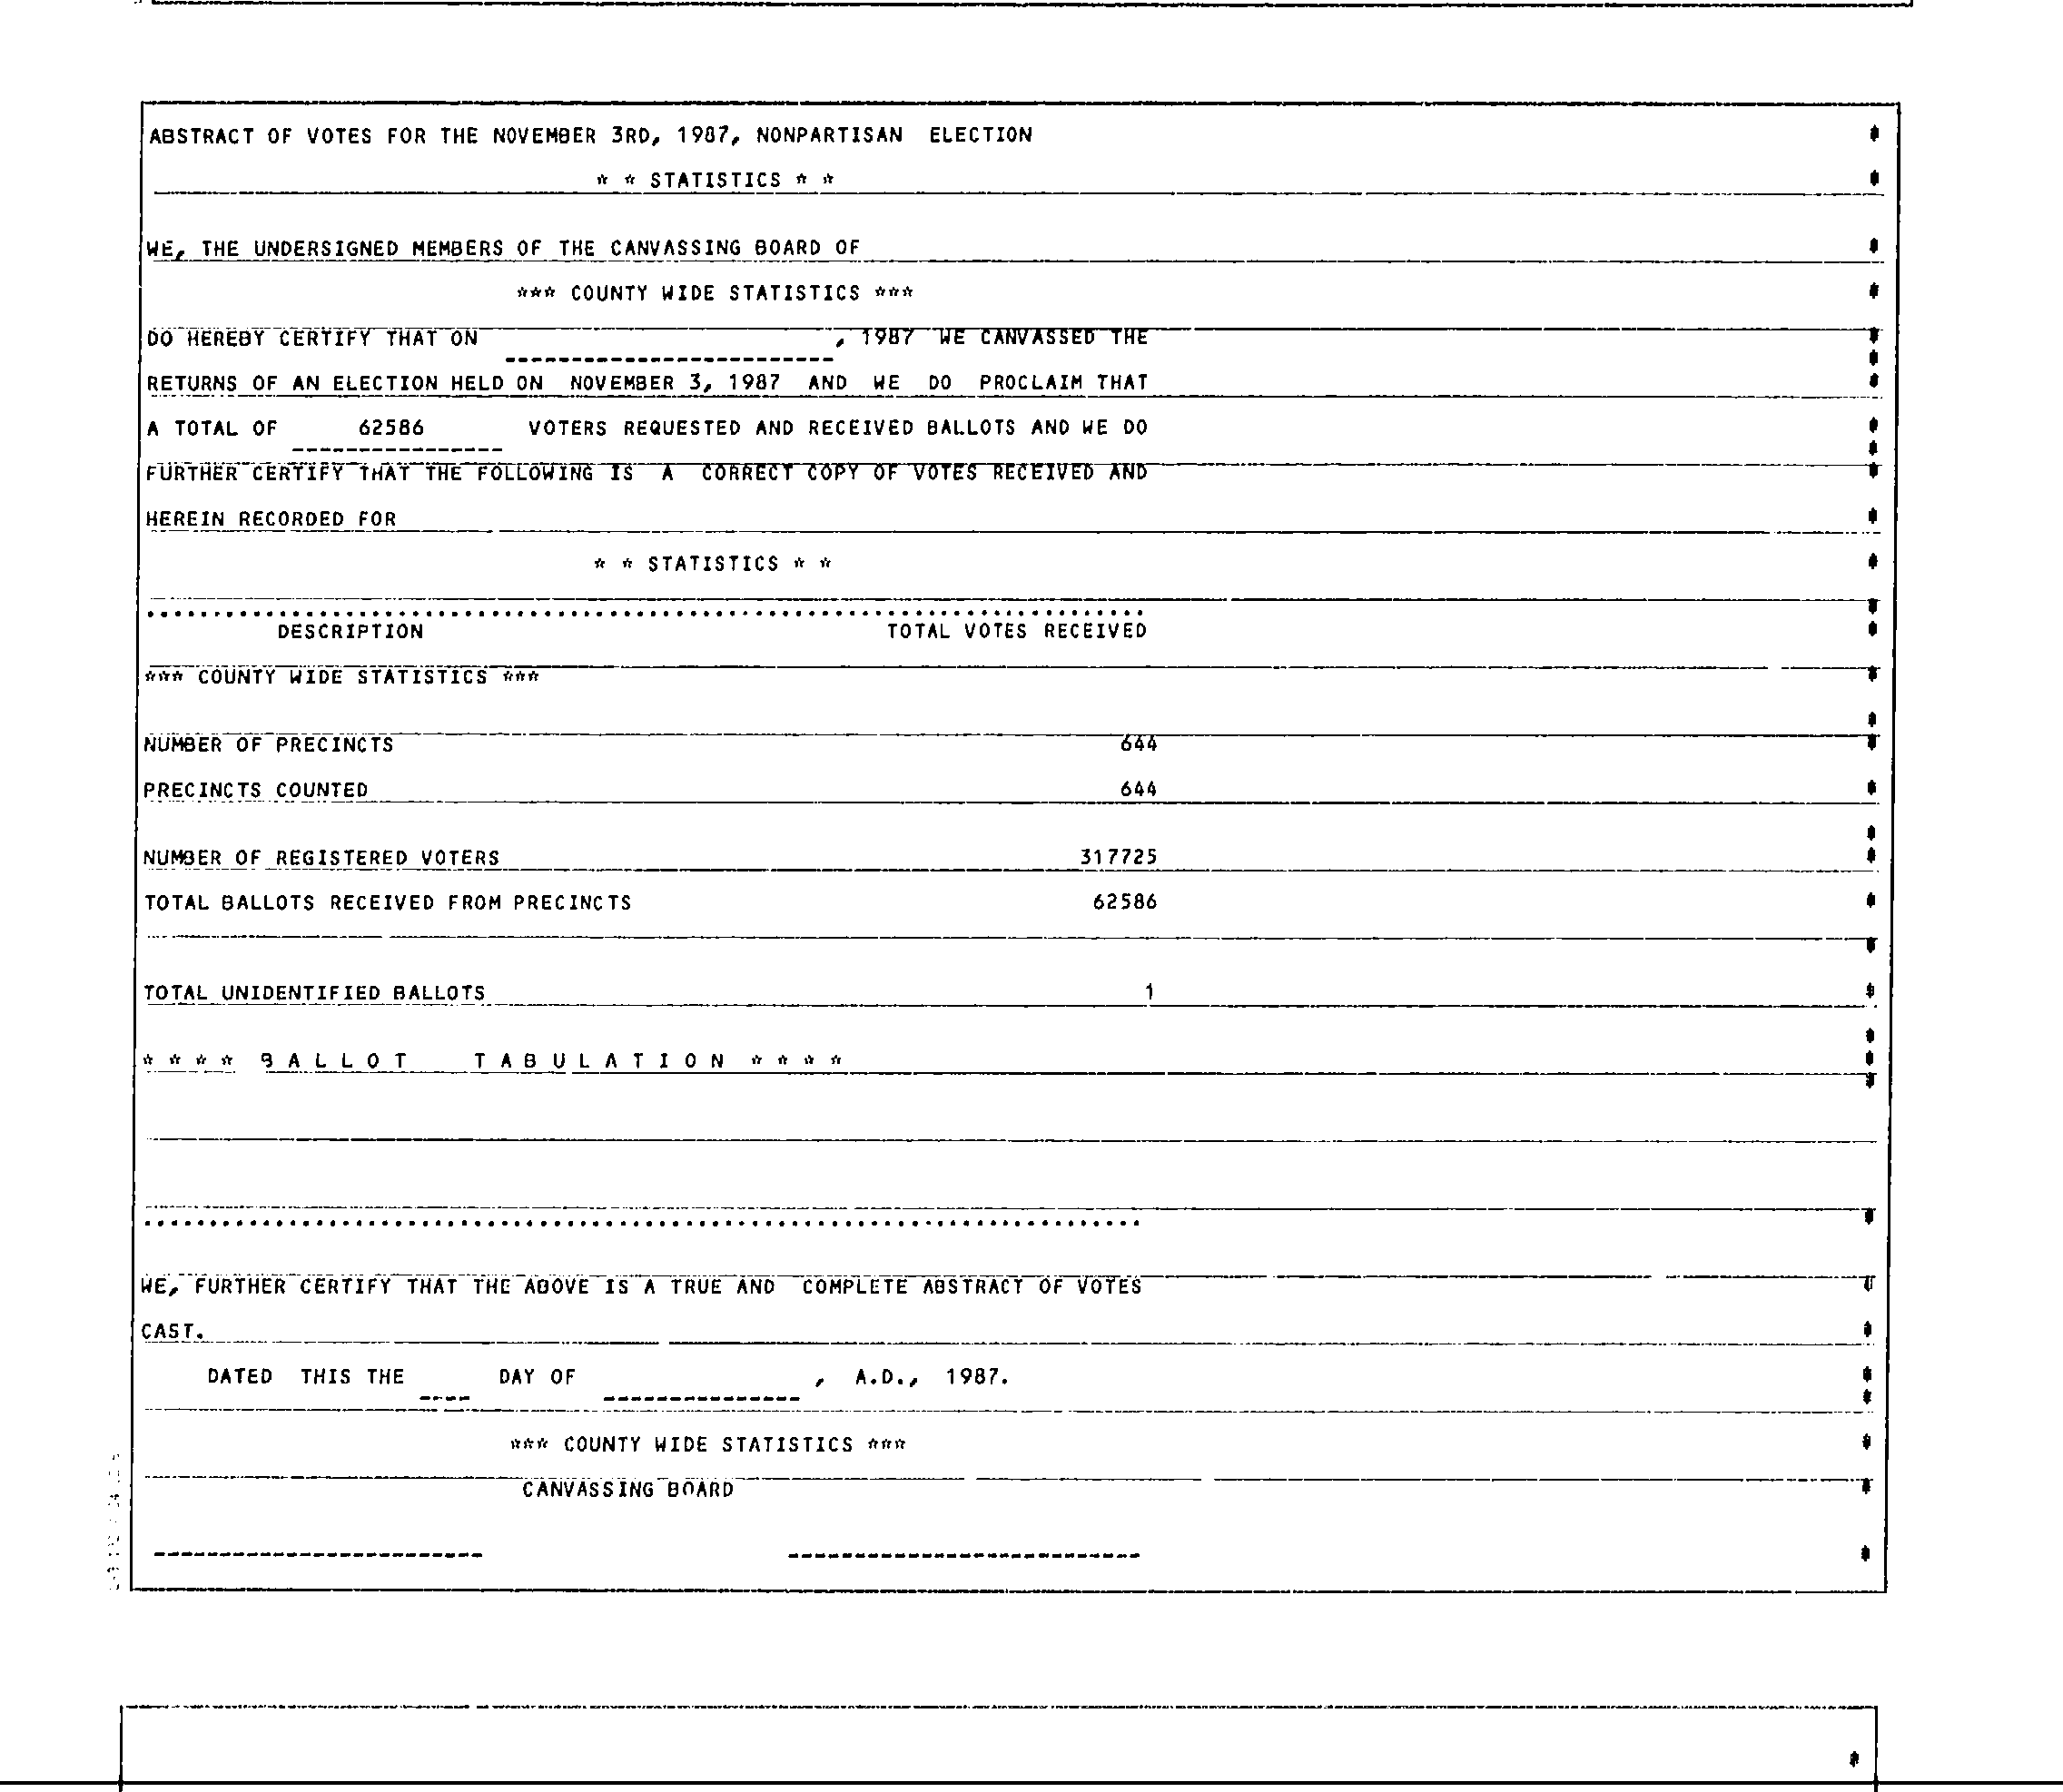 ABSTRACT OF VOTES FOR THE NOVEMBER 3RD, 1987, NONPARTISAN ELECTION
* * STATISTICS * *
WE, THE UNDERSIGNED MEMBERS OF THE CANVASSING BOARD OF
*** COUNTY WIDE STATISTICS ***
DO HEREBY CERTIFY THAT ON , 1987 WE CANVASSED THE
RETURNS OF AN ELECTION HELD ON NOVEMBER 3, 1987 AND WE DO PROCLAIM THAT
A TOTAL OF 62586 VOTERS REQUESTED AND RECEIVED BALLOTS AND WE DO
FURTHER CERTIFY THAT THE FOLLOWING IS A CORRECT COPY OF VOTES RECEIVED AND
HEREIN RECORDED FOR
* * STATISTICS * *
DESCRIPTION TOTAL VOTES RECEIVED
*** COUNTY WIDE STATISTICS ***
NUMBER OF PRECINCTS 644
PRECINCTS COUNTED 644
NUMBER OF REGISTERED VOTERS 317725
TOTAL BALLOTS RECEIVED FROM PRECINCTS 62586
TOTAL UNIDENTIFIED BALLOTS 1
* * * * B A L L O T T A B U L A T I O N * * * *
WE, FURTHER CERTIFY THAT THE ABOVE IS A TRUE AND COMPLETE ABSTRACT OF VOTES
CAST.
DATED THIS THE DAY OF , A.D., 1987.
*** COUNTY WIDE STATISTICS ***
CANVASSING BOARD